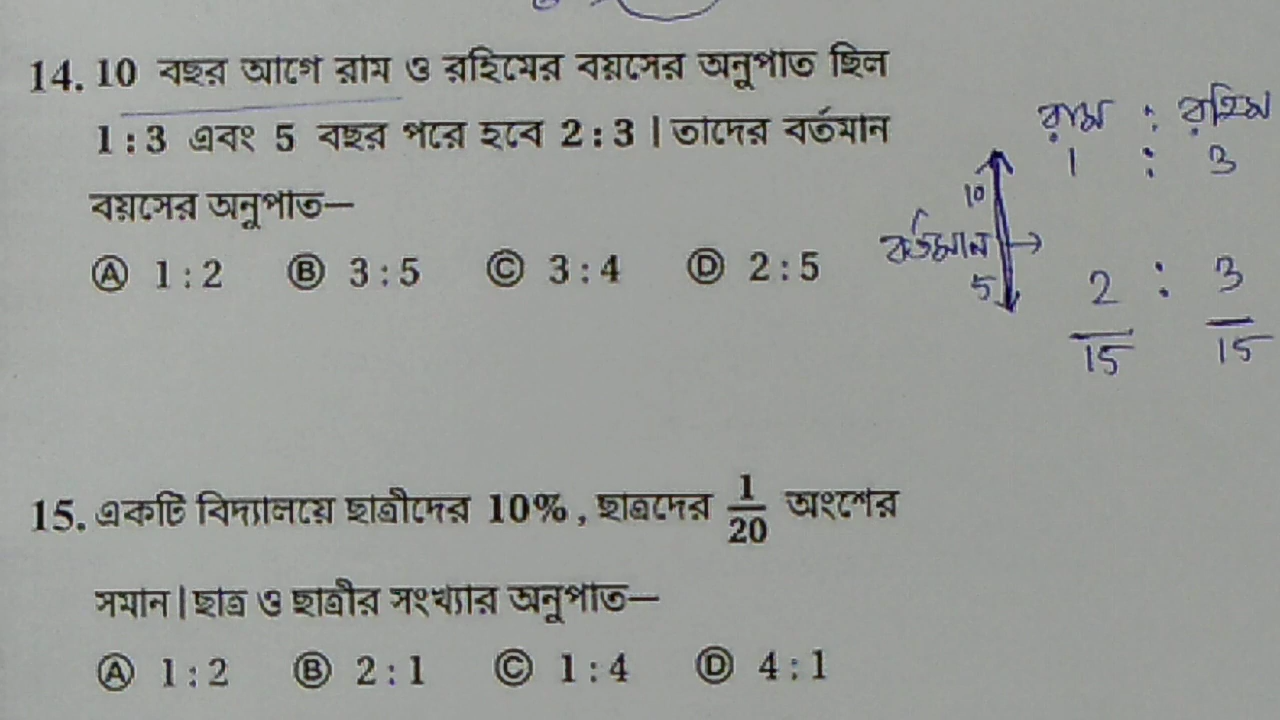 14. 10 বছর আগে রাম ও রহিমের বয়সের অনুপাত ছিল
1 : 3 এবং 5 বছর পরে হবে 2 : 3 । তাদের বর্তমান
বয়সের অনুপাত—
Ⓐ 1 : 2 Ⓑ 3 : 5 Ⓒ 3 : 4 Ⓓ 2 : 5
রাম : রহিম
1 : 3
10
বর্তমান
5
2 : 3
15 15
15. একটি বিদ্যালয়ে ছাত্রীদের 10% , ছাত্রদের 1/20 অংশের
সমান । ছাত্র ও ছাত্রীর সংখ্যার অনুপাত—
Ⓐ 1 : 2 Ⓑ 2 : 1 Ⓒ 1 : 4 Ⓓ 4 : 1